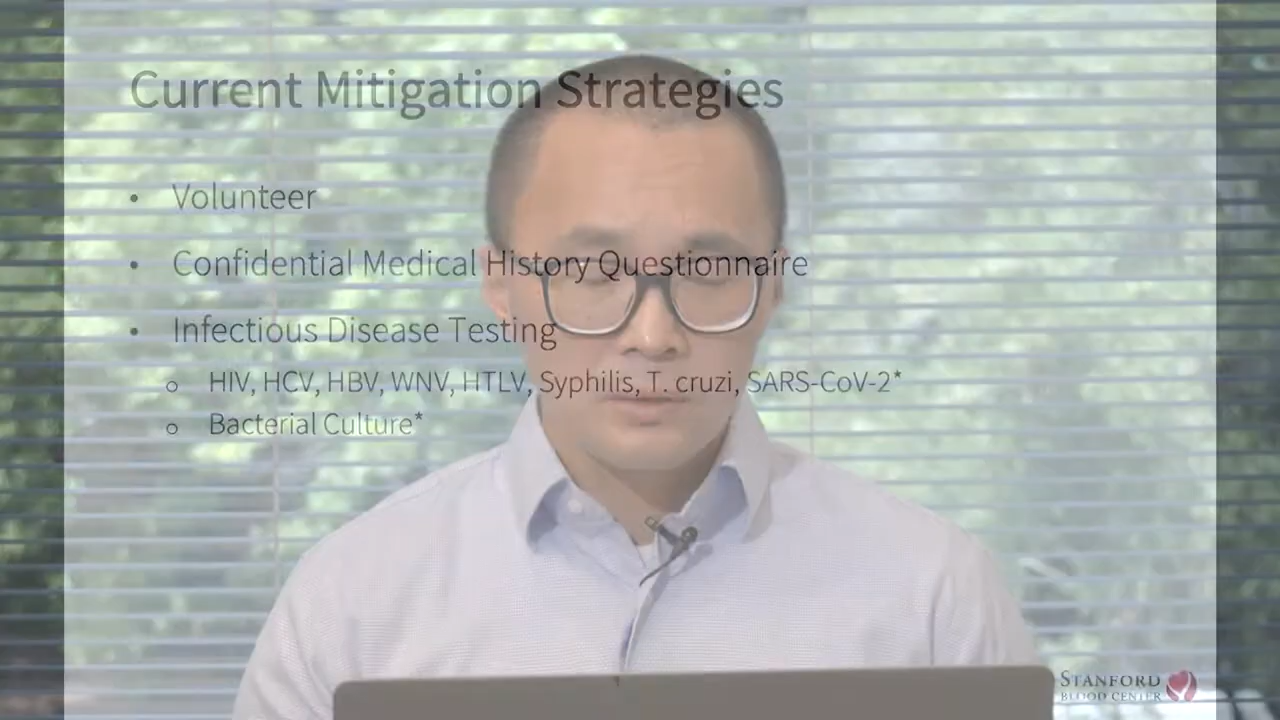 Current Mitigation Strategies
• Volunteer
• Confidential Medical History Questionnaire
• Infectious Disease Testing
o HIV, HCV, HBV, WNV, HTLV, Syphilis, T. cruzi, SARS-CoV-2*
o Bacterial Culture*
STANFORD
BLOOD CENTER